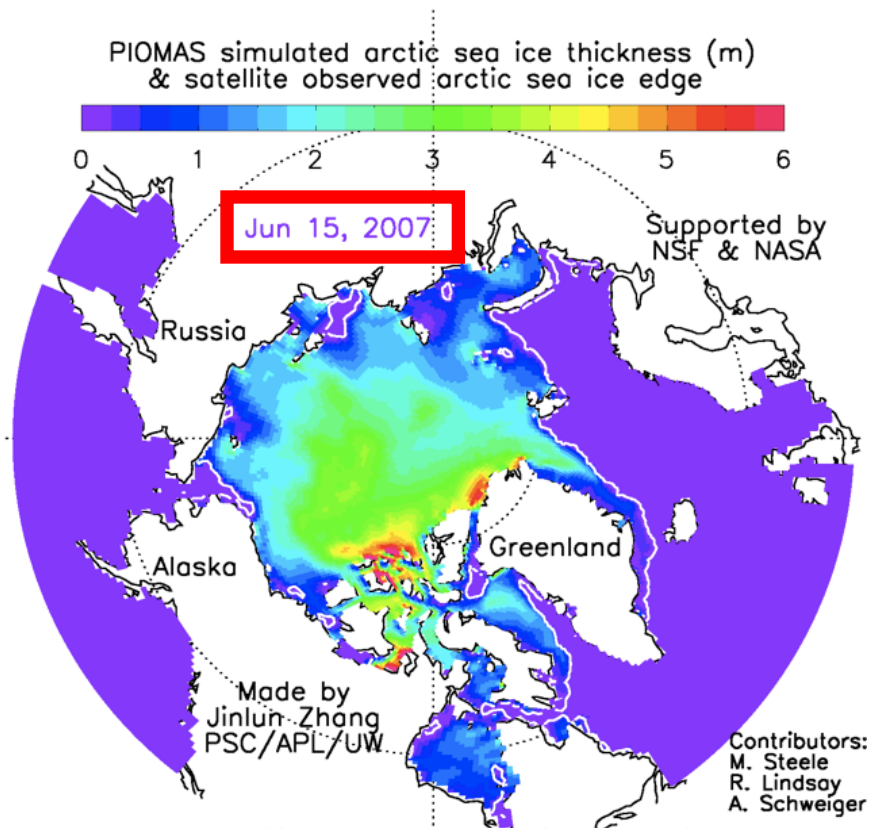 PIOMAS simulated arctic sea ice thickness (m)
& satellite observed arctic sea ice edge
0 1 2 3 4 5 6
Jun 15, 2007
Supported by
NSF & NASA
Russia
Alaska
Greenland
Made by
Jinlun Zhang
PSC/APL/UW
Contributors:
M. Steele
R. Lindsay
A. Schweiger